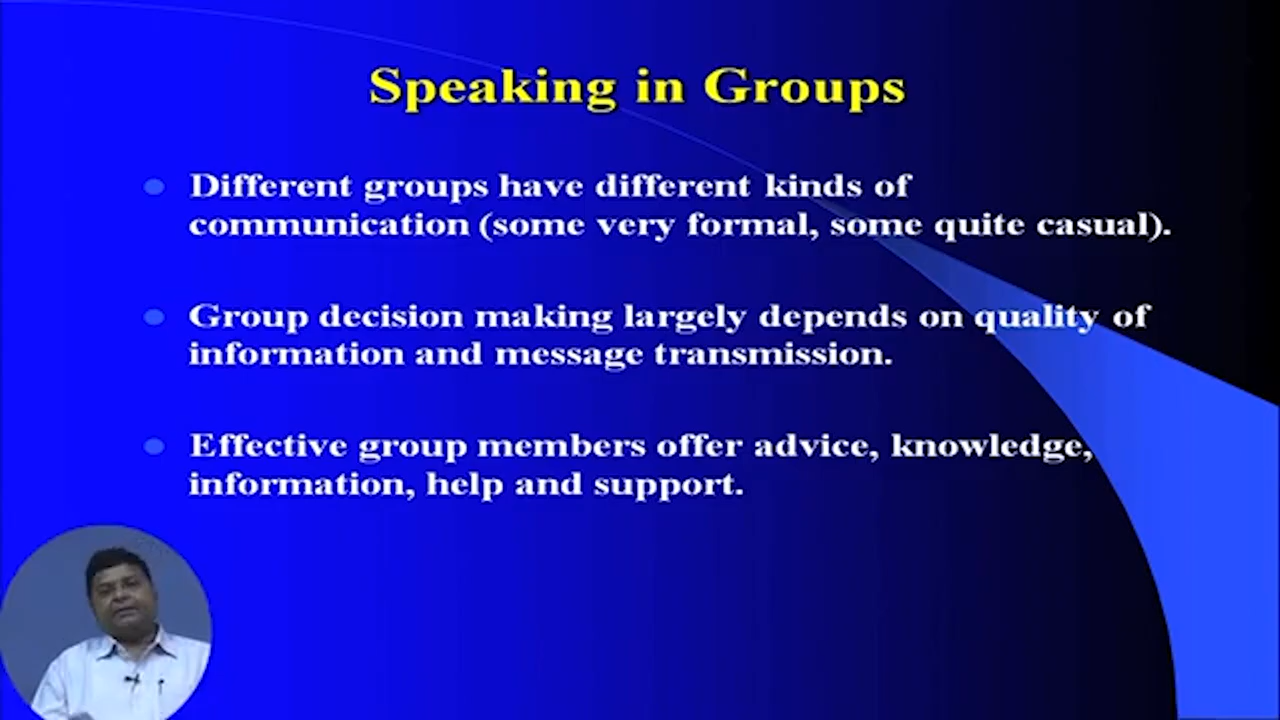 Speaking in Groups
Different groups have different kinds of
communication (some very formal, some quite casual).
Group decision making largely depends on quality of
information and message transmission.
Effective group members offer advice, knowledge,
information, help and support.